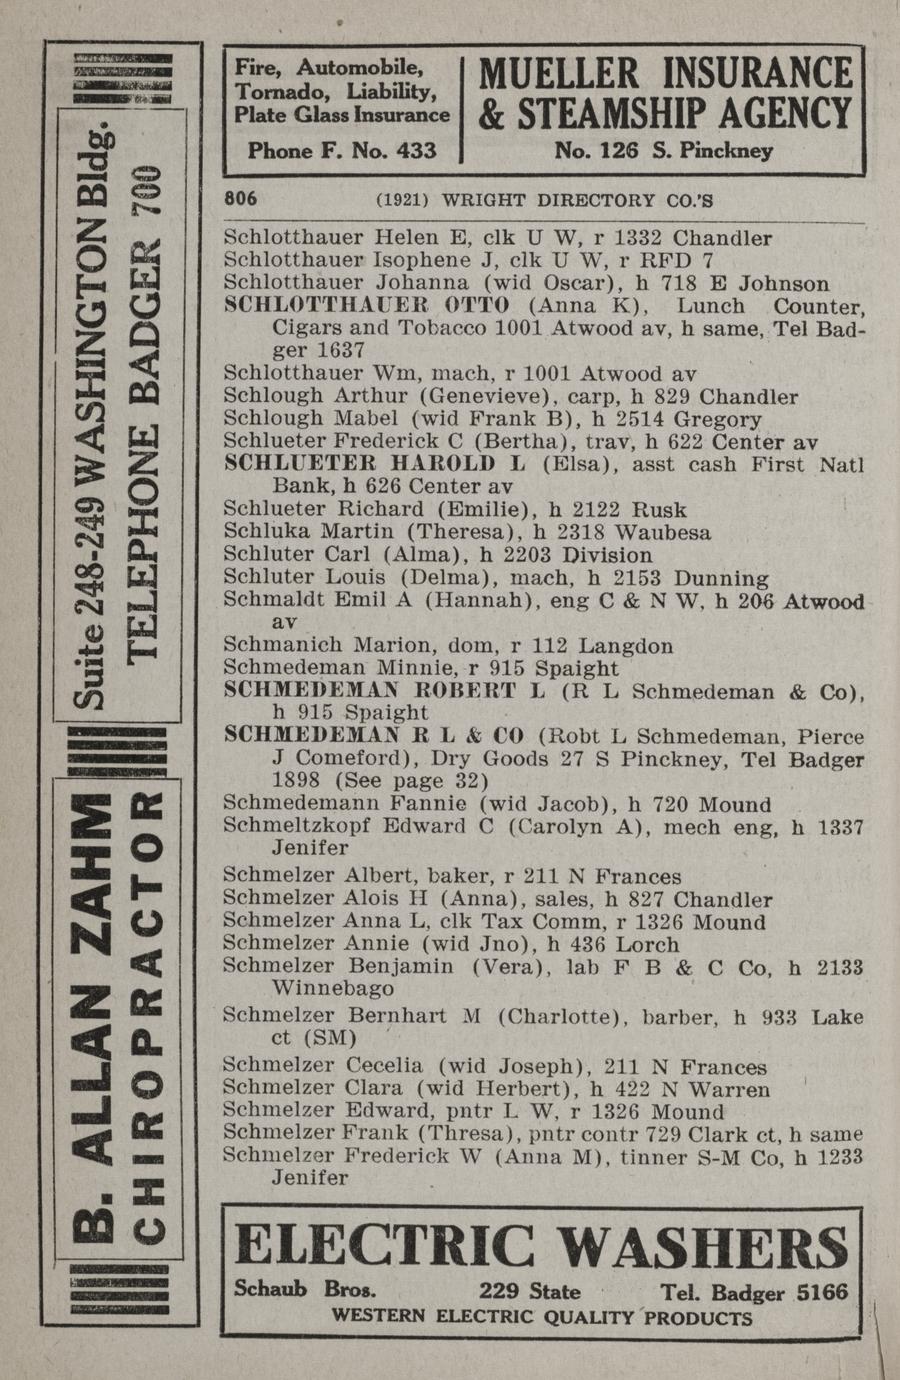 Fire, Automobile,
Tornado, Liability,
Plate Glass Insurance
Phone F. No. 433
MUELLER INSURANCE
& STEAMSHIP AGENCY
No. 126 S. Pinckney
806 (1921) WRIGHT DIRECTORY CO.'S
Schlotthauer Helen E, clk U W, r 1332 Chandler
Schlotthauer Isophene J, clk U W, r RFD 7
Schlotthauer Johanna (wid Oscar), h 718 E Johnson
SCHLOTTHAUER OTTO (Anna K), Lunch Counter,
Cigars and Tobacco 1001 Atwood av, h same, Tel Bad-
ger 1637
Schlotthauer Wm, mach, r 1001 Atwood av
Schlough Arthur (Genevieve), carp, h 829 Chandler
Schlough Mabel (wid Frank B), h 2514 Gregory
Schlueter Frederick C (Bertha), trav, h 622 Center av
SCHLUETER HAROLD L (Elsa), asst cash First Natl
Bank, h 626 Center av
Schlueter Richard (Emilie), h 2122 Rusk
Schluka Martin (Theresa), h 2318 Waubesa
Schluter Carl (Alma), h 2203 Division
Schluter Louis (Delma), mach, h 2153 Dunning
Schmaldt Emil A (Hannah), eng C & N W, h 206 Atwood
av
Schmanich Marion, dom, r 112 Langdon
Schmedeman Minnie, r 915 Spaight
SCHMEDEMAN ROBERT L (R L Schmedeman & Co),
h 915 Spaight
SCHMEDEMAN R L & CO (Robt L Schmedeman, Pierce
J Comeford), Dry Goods 27 S Pinckney, Tel Badger
1898 (See page 32)
Schmedemann Fannie (wid Jacob), h 720 Mound
Schmeltzkopf Edward C (Carolyn A), mech eng, h 1337
Jenifer
Schmelzer Albert, baker, r 211 N Frances
Schmelzer Alois H (Anna), sales, h 827 Chandler
Schmelzer Anna L, clk Tax Comm, r 1326 Mound
Schmelzer Annie (wid Jno), h 436 Lorch
Schmelzer Benjamin (Vera), lab F B & C Co, h 2133
Winnebago
Schmelzer Bernhart M (Charlotte), barber, h 933 Lake
ct (SM)
Schmelzer Cecelia (wid Joseph), 211 N Frances
Schmelzer Clara (wid Herbert), h 422 N Warren
Schmelzer Edward, pntr L W, r 1326 Mound
Schmelzer Frank (Thresa), pntr contr 729 Clark ct, h same
Schmelzer Frederick W (Anna M), tinner S-M Co, h 1233
Jenifer
ELECTRIC WASHERS
Schaub Bros. 229 State Tel. Badger 5166
WESTERN ELECTRIC QUALITY PRODUCTS
B. ALLAN ZAHM
CHIROPRACTOR
Suite 248-249 WASHINGTON Bldg.
TELEPHONE BADGER 700